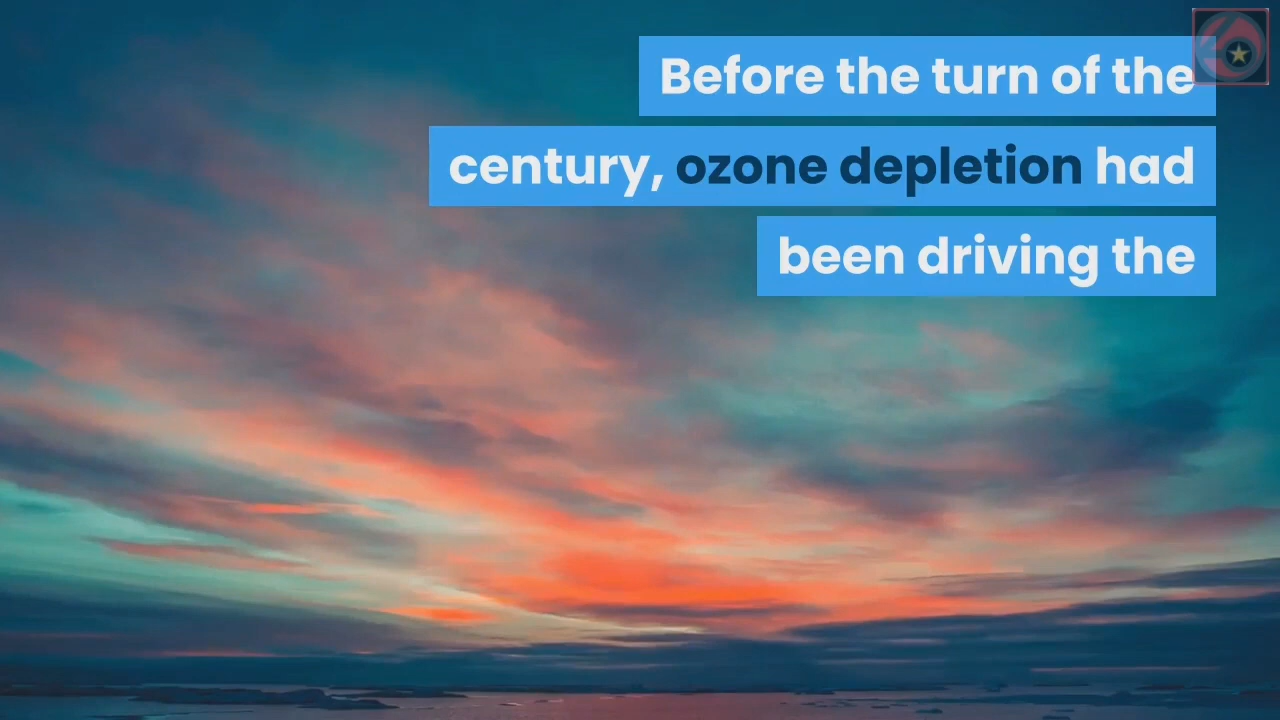 Before the turn of the
century, ozone depletion had
been driving the